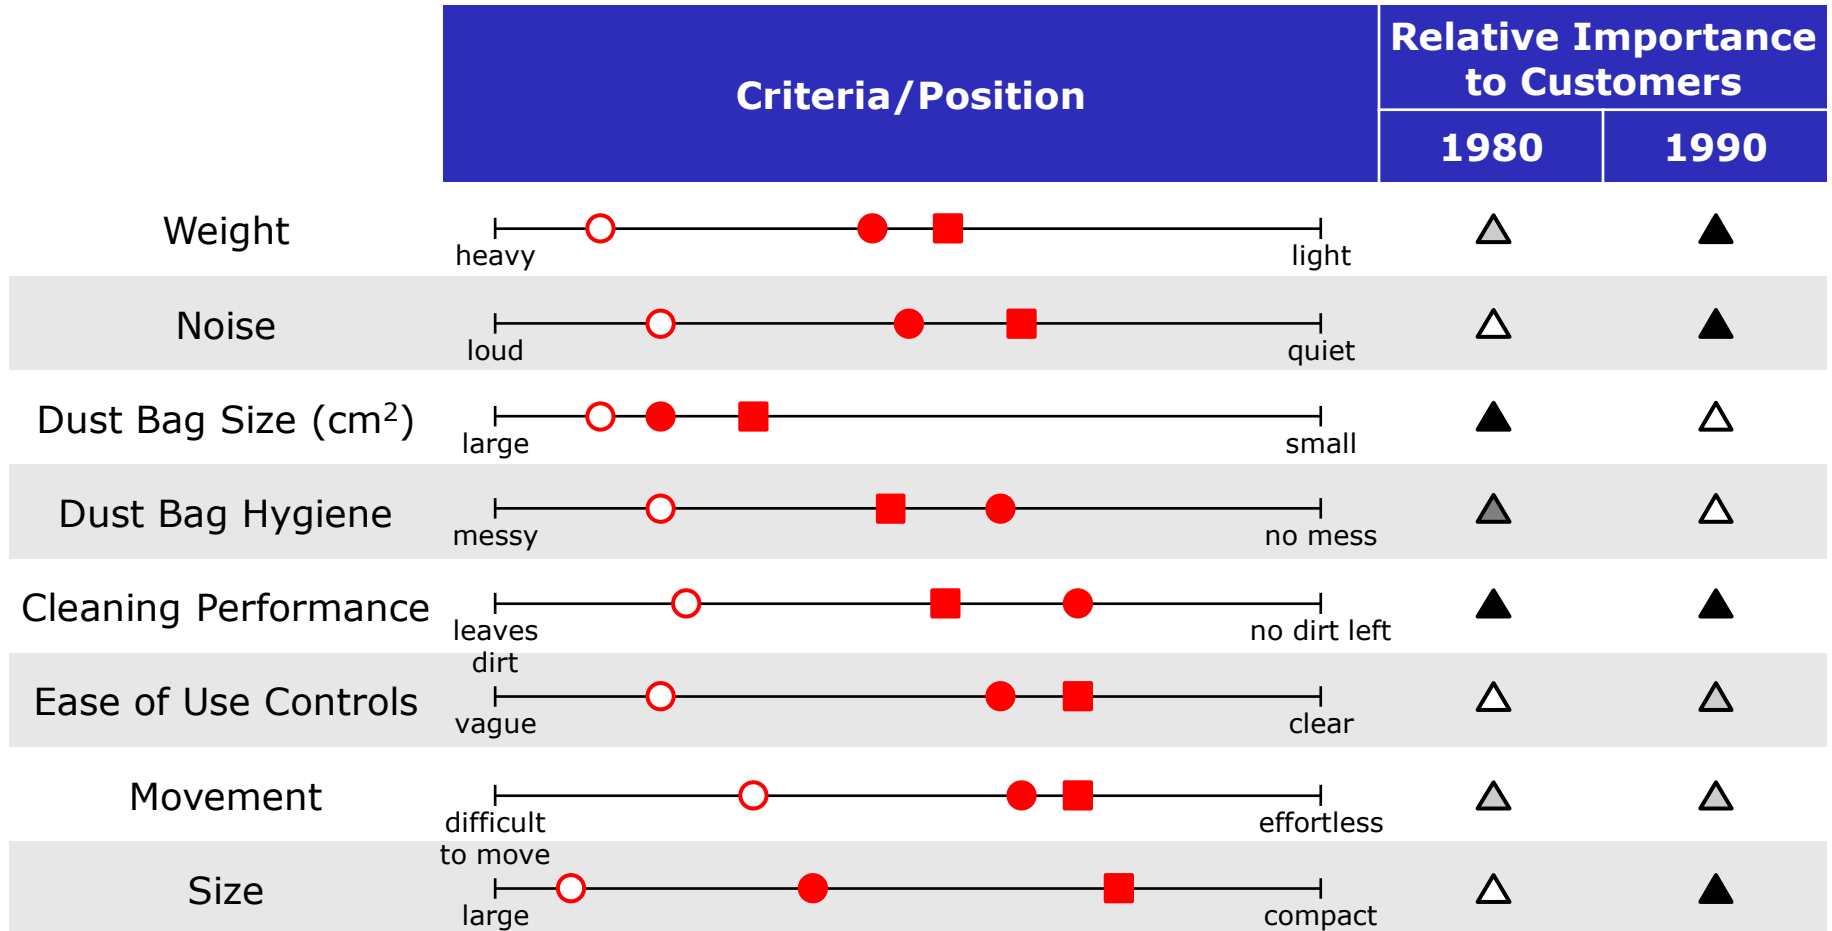 Criteria/Position
Relative Importance
to Customers
1980
1990
Weight
heavy
light
Noise
loud
quiet
Dust Bag Size (cm²)
large
small
Dust Bag Hygiene
messy
no mess
Cleaning Performance
leaves
dirt
no dirt left
Ease of Use Controls
vague
clear
Movement
difficult
to move
effortless
Size
large
compact